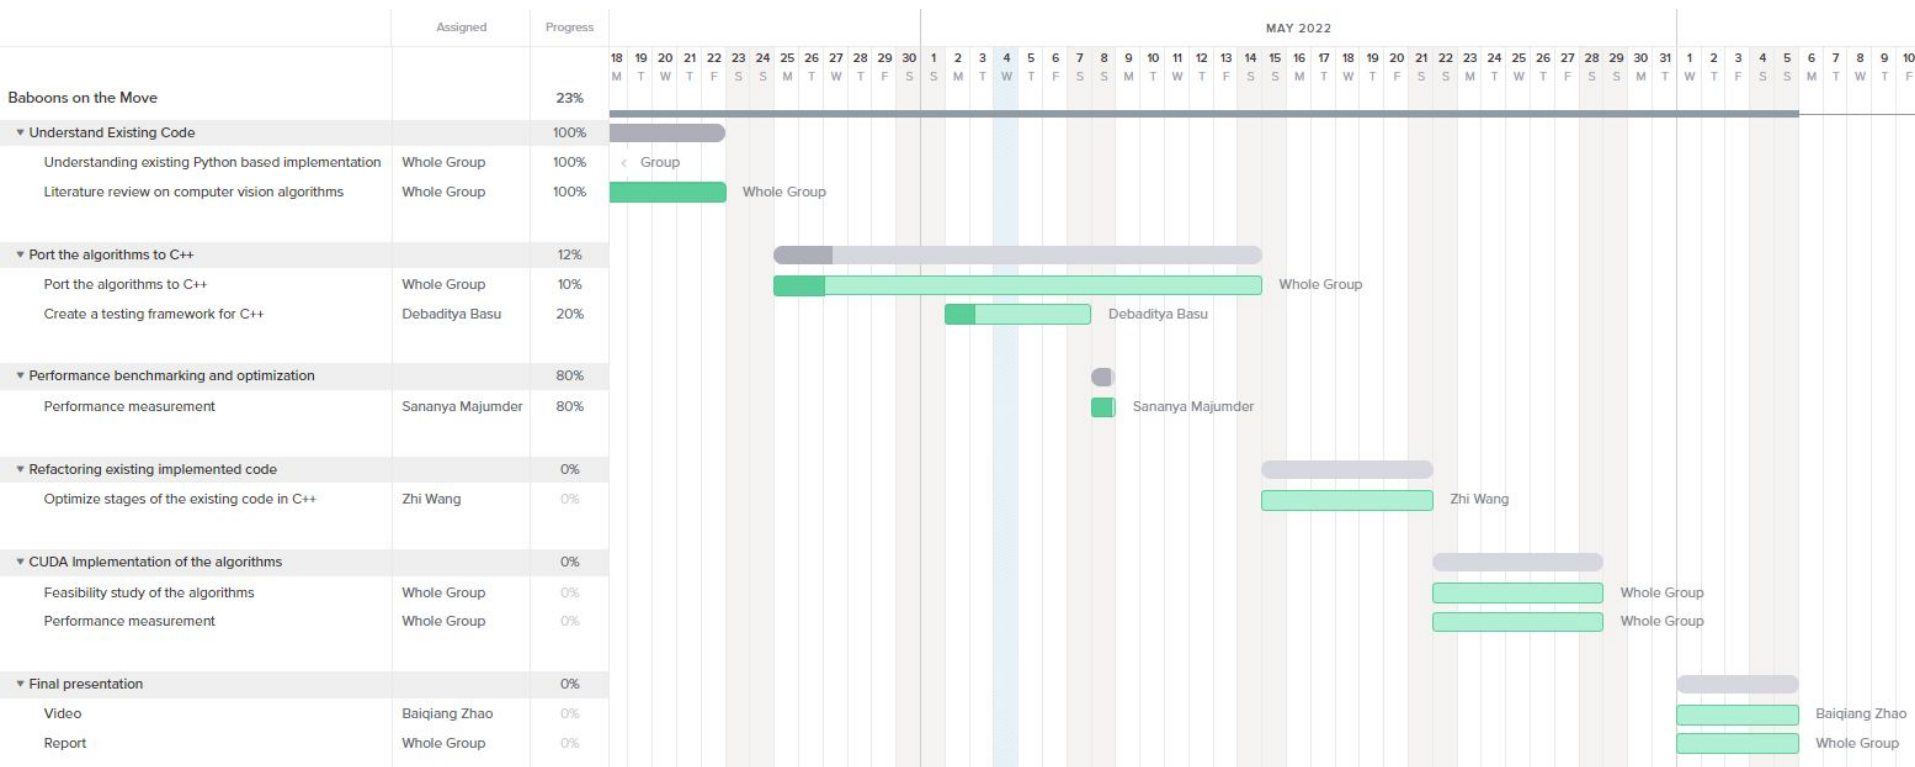 Assigned Progress MAY 2022
18 19 20 21 22 23 24 25 26 27 28 29 30 1 2 3 4 5 6 7 8 9 10 11 12 13 14 15 16 17 18 19 20 21 22 23 24 25 26 27 28 29 30 31 1 2 3 4 5 6 7 8 9 10
M T W T F S S M T W T F S S M T W T F S S M T W T F S S M T W T F S S M T W T F S S M T W T F S S M T W T F
Baboons on the Move 23%
Understand Existing Code 100%
Understanding existing Python based implementation Whole Group 100% Group
Literature review on computer vision algorithms Whole Group 100% Whole Group
Port the algorithms to C++ 12%
Port the algorithms to C++ Whole Group 10% Whole Group
Create a testing framework for C++ Debaditya Basu 20% Debaditya Basu
Performance benchmarking and optimization 80%
Performance measurement Sananya Majumder 80% Sananya Majumder
Refactoring existing implemented code 0%
Optimize stages of the existing code in C++ Zhi Wang 0% Zhi Wang
CUDA Implementation of the algorithms 0%
Feasibility study of the algorithms Whole Group 0% Whole Group
Performance measurement Whole Group 0% Whole Group
Final presentation 0%
Video Baiqiang Zhao 0% Baiqiang Zhao
Report Whole Group 0% Whole Group